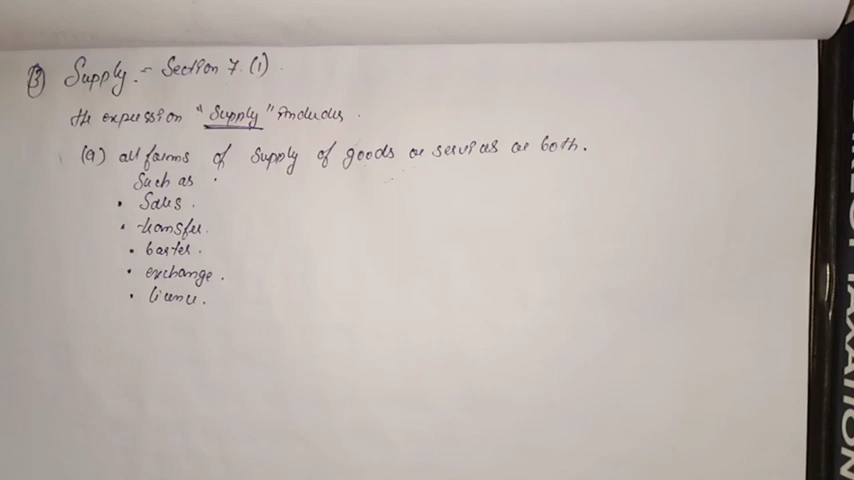 (3) Supply :- Section 7.(1).
the expression "Supply" includes.
(a) all forms of supply of goods or services or both.
Such as.
• Sales.
• transfer.
• barter.
• exchange.
• licence.
TAXATION